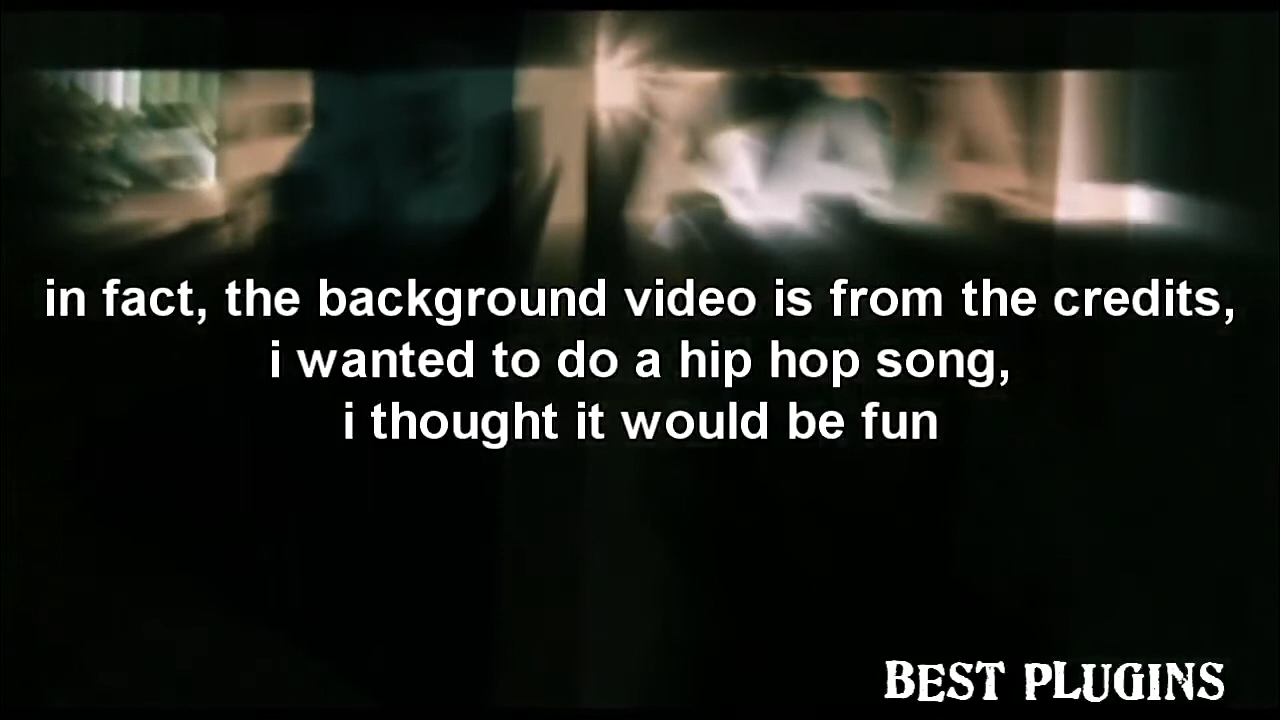 in fact, the background video is from the credits,
i wanted to do a hip hop song,
i thought it would be fun
BEST PLUGINS